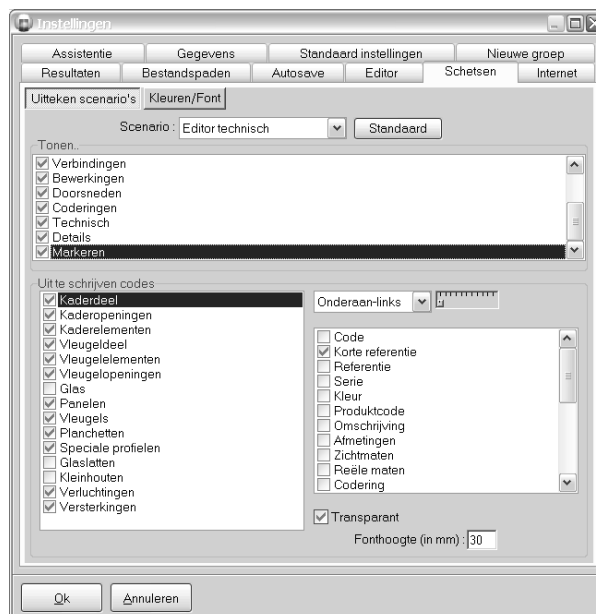 Instellingen
Assistentie Gegevens Standaard instellingen Nieuwe groep
Resultaten Bestandspaden Autosave Editor Schetsen Internet
Uitteken scenario's Kleuren/Font
Scenario : Editor technisch Standaard
Tonen..
Verbindingen
Bewerkingen
Doorsneden
Coderingen
Technisch
Details
Markeren
Uit te schrijven codes
Kaderdeel
Kaderopeningen
Kaderelementen
Vleugeldeel
Vleugelelementen
Vleugelopeningen
Glas
Panelen
Vleugels
Planchetten
Speciale profielen
Glaslatten
Kleinhouten
Verluchtingen
Versterkingen
Onderaan-links
Code
Korte referentie
Referentie
Serie
Kleur
Produktcode
Omschrijving
Afmetingen
Zichtmaten
Reële maten
Codering
Transparant
Fonthoogte (in mm) : 30
Ok Annuleren